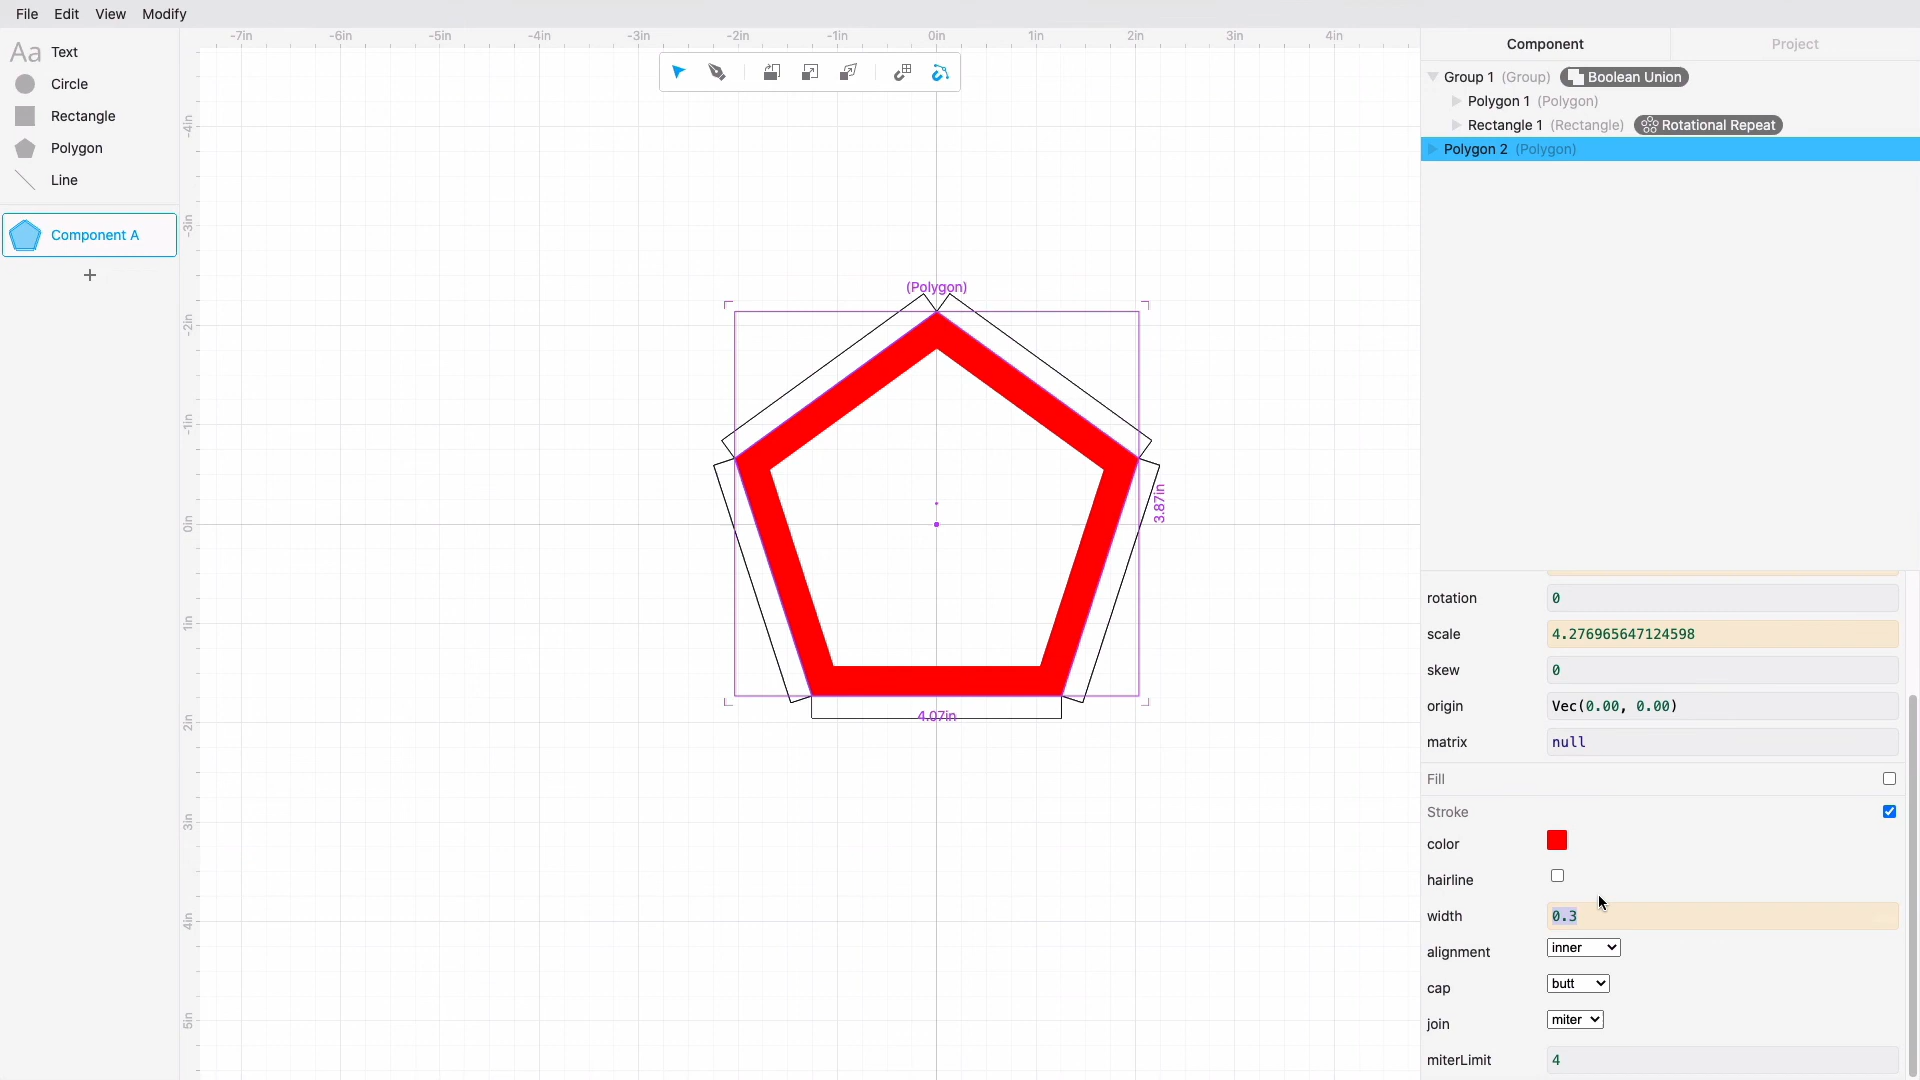 File Edit View Modify
Aa Text
Circle
Rectangle
Polygon
Line
Component A
+
-7in -6in -5in -4in -3in -2in -1in 0in 1in 2in 3in 4in
-4in
-3in
-2in
-1in
0in
1in
2in
3in
4in
5in
(Polygon)
3.87in
4.07in
Component Project
Group 1 (Group) Boolean Union
Polygon 1 (Polygon)
Rectangle 1 (Rectangle) Rotational Repeat
Polygon 2 (Polygon)
rotation 0
scale 4.276965647124598
skew 0
origin Vec(0.00, 0.00)
matrix null
Fill
Stroke
color
hairline
width 0.3
alignment inner
cap butt
join miter
miterLimit 4